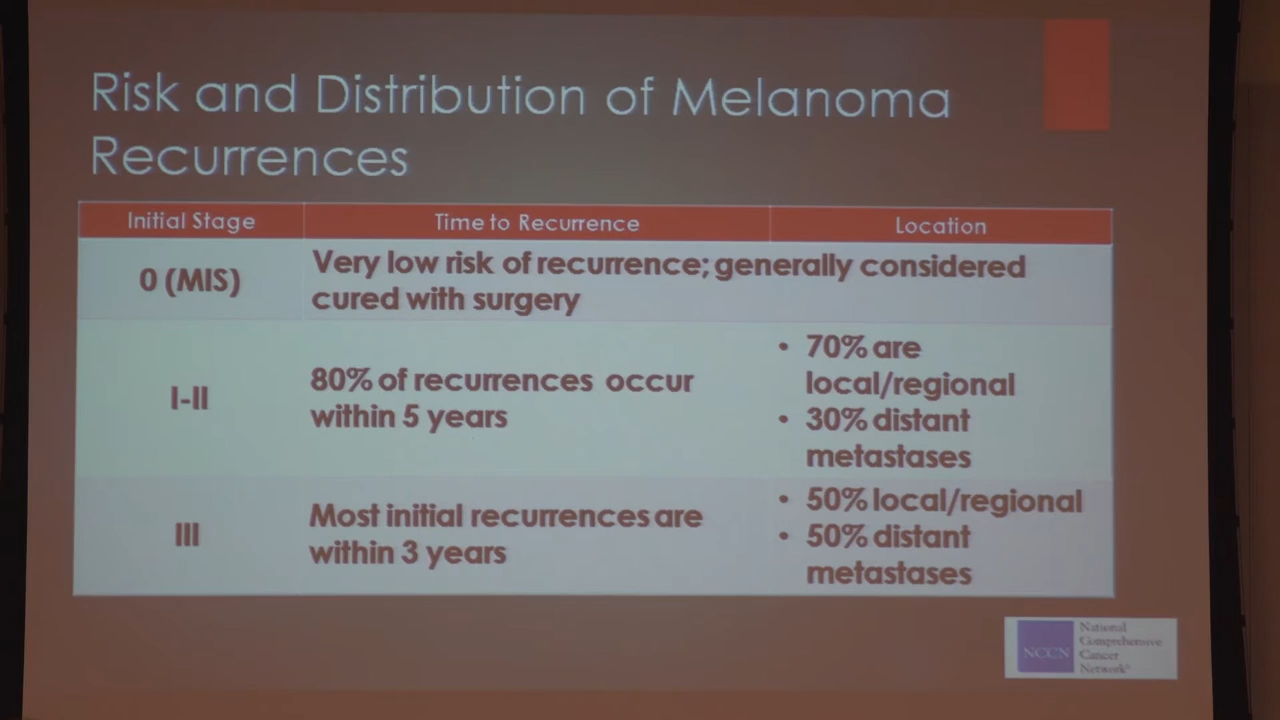 Risk and Distribution of Melanoma
Recurrences
Initial Stage
Time to Recurrence
Location
0 (MIS)
Very low risk of recurrence; generally considered
cured with surgery
I-II
80% of recurrences occur
within 5 years
• 70% are
local/regional
• 30% distant
metastases
III
Most initial recurrences are
within 3 years
• 50% local/regional
• 50% distant
metastases
NCCN
National
Comprehensive
Cancer
Network®